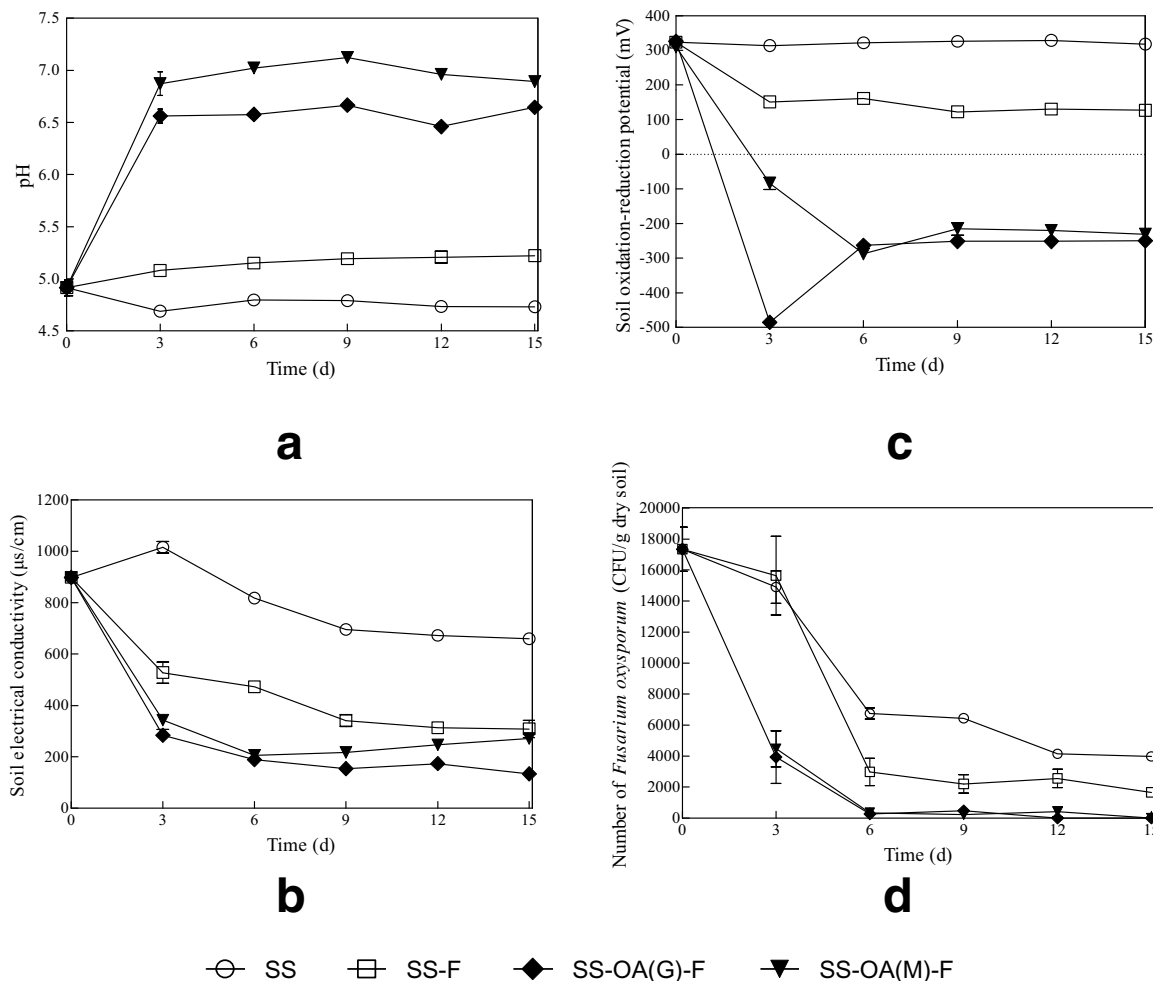 pH
7.5
7.0
6.5
6.0
5.5
5.0
4.5
0 3 6 9 12 15
Time (d)
a
Soil oxidation-reduction potential (mV)
400
300
200
100
0
-100
-200
-300
-400
-500
0 3 6 9 12 15
Time (d)
c
Soil electrical conductivity (μs/cm)
1200
1000
800
600
400
200
0
0 3 6 9 12 15
Time (d)
b
Number of Fusarium oxysporum (CFU/g dry soil)
20000
18000
16000
14000
12000
10000
8000
6000
4000
2000
0
0 3 6 9 12 15
Time (d)
d
SS SS-F SS-OA(G)-F SS-OA(M)-F